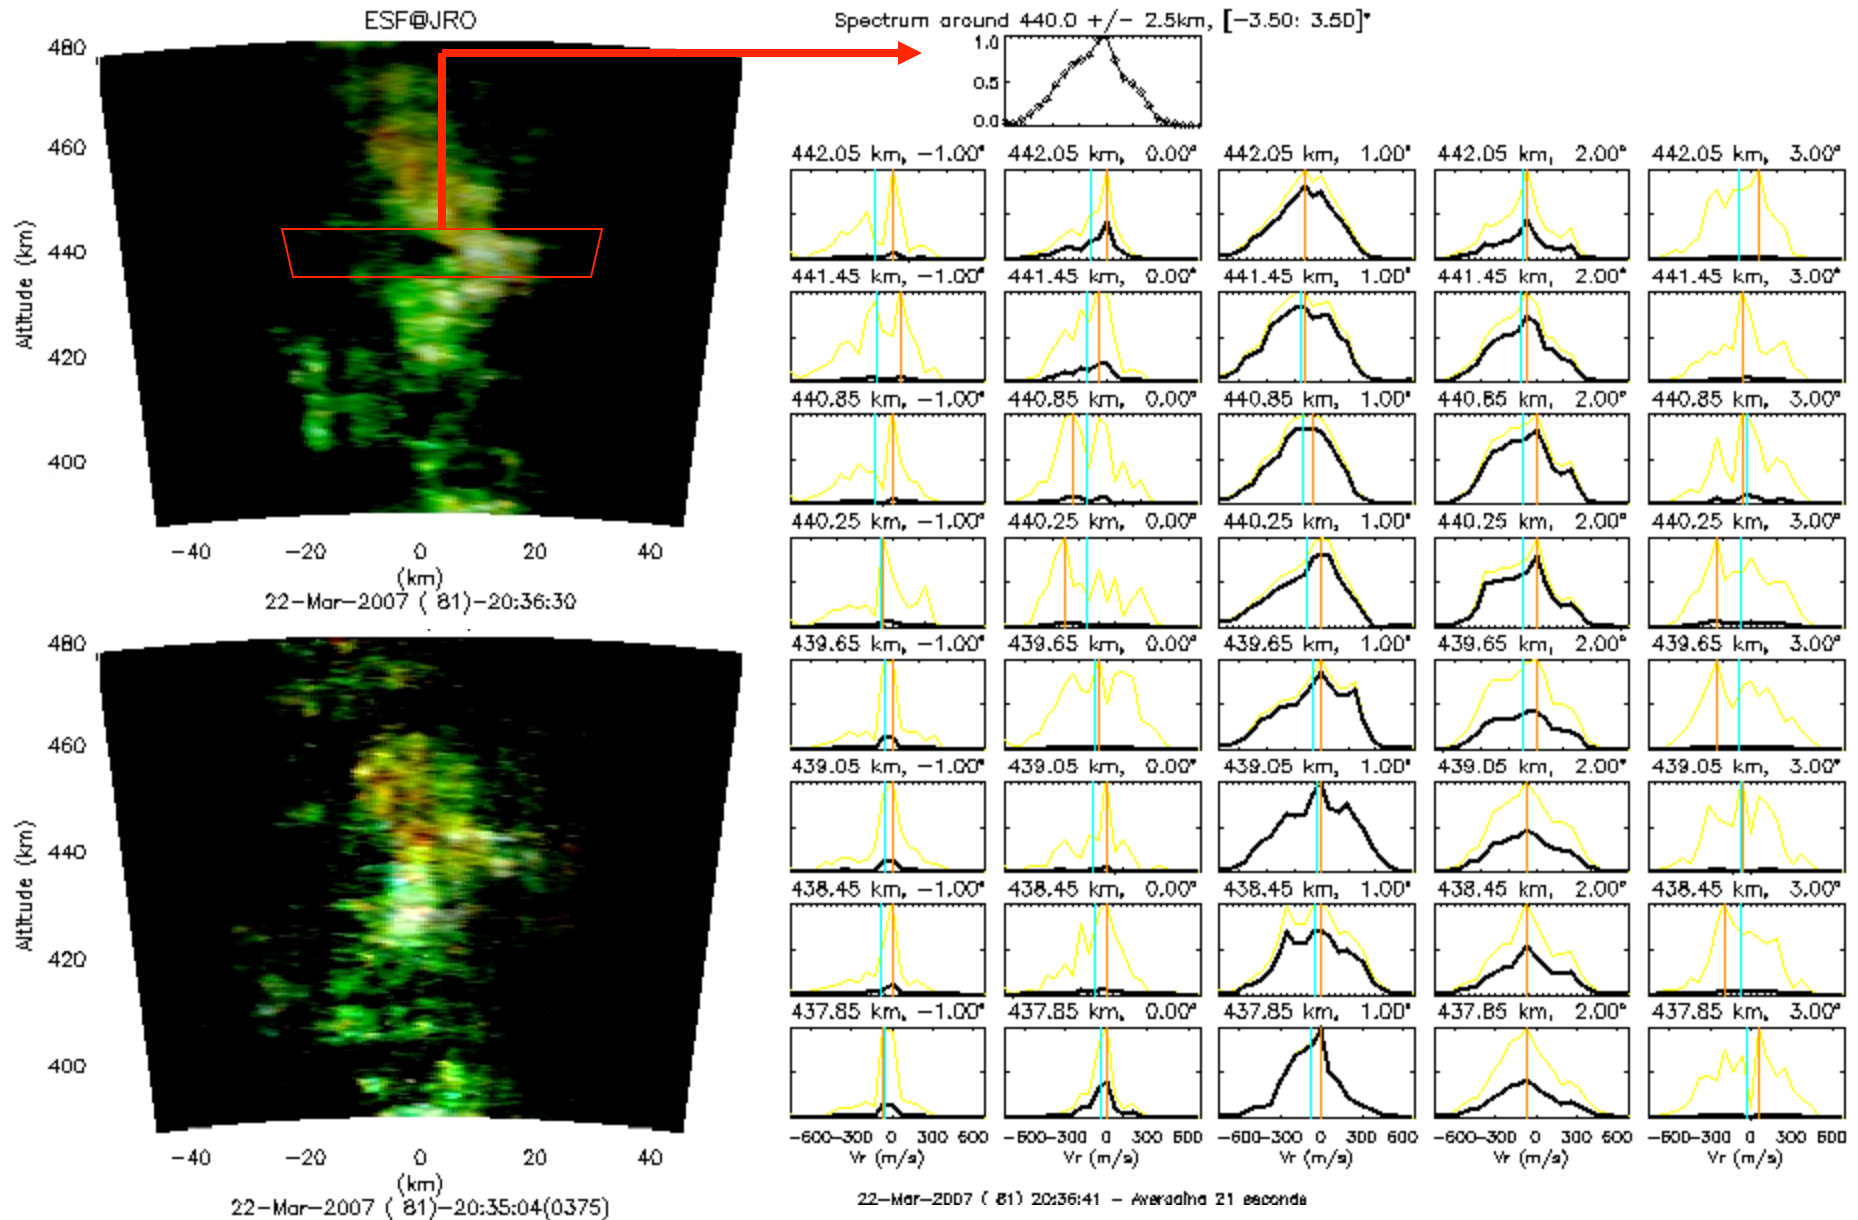 ESF@JRO
480
460
440
420
400
Altitude (km)
−40 −20 0 20 40
(km)
22−Mar−2007 ( 81)−20:36:30
480
460
440
420
400
Altitude (km)
−40 −20 0 20 40
(km)
22−Mar−2007 ( 81)−20:35:04(0375)
Spectrum around 440.0 +/− 2.5km, [−3.50: 3.50]°
1.0
0.5
0.0
442.05 km, −1.00° 442.05 km, 0.00° 442.05 km, 1.00° 442.05 km, 2.00° 442.05 km, 3.00°
441.45 km, −1.00° 441.45 km, 0.00° 441.45 km, 1.00° 441.45 km, 2.00° 441.45 km, 3.00°
440.85 km, −1.00° 440.85 km, 0.00° 440.85 km, 1.00° 440.85 km, 2.00° 440.85 km, 3.00°
440.25 km, −1.00° 440.25 km, 0.00° 440.25 km, 1.00° 440.25 km, 2.00° 440.25 km, 3.00°
439.65 km, −1.00° 439.65 km, 0.00° 439.65 km, 1.00° 439.65 km, 2.00° 439.65 km, 3.00°
439.05 km, −1.00° 439.05 km, 0.00° 439.05 km, 1.00° 439.05 km, 2.00° 439.05 km, 3.00°
438.45 km, −1.00° 438.45 km, 0.00° 438.45 km, 1.00° 438.45 km, 2.00° 438.45 km, 3.00°
437.85 km, −1.00° 437.85 km, 0.00° 437.85 km, 1.00° 437.85 km, 2.00° 437.85 km, 3.00°
−600−300 0 300 600 −600−300 0 300 600 −600−300 0 300 600 −600−300 0 300 600 −600−300 0 300 600
Vr (m/s) Vr (m/s) Vr (m/s) Vr (m/s) Vr (m/s)
22−Mar−2007 ( 81) 20:36:41 − Averaging 21 seconds